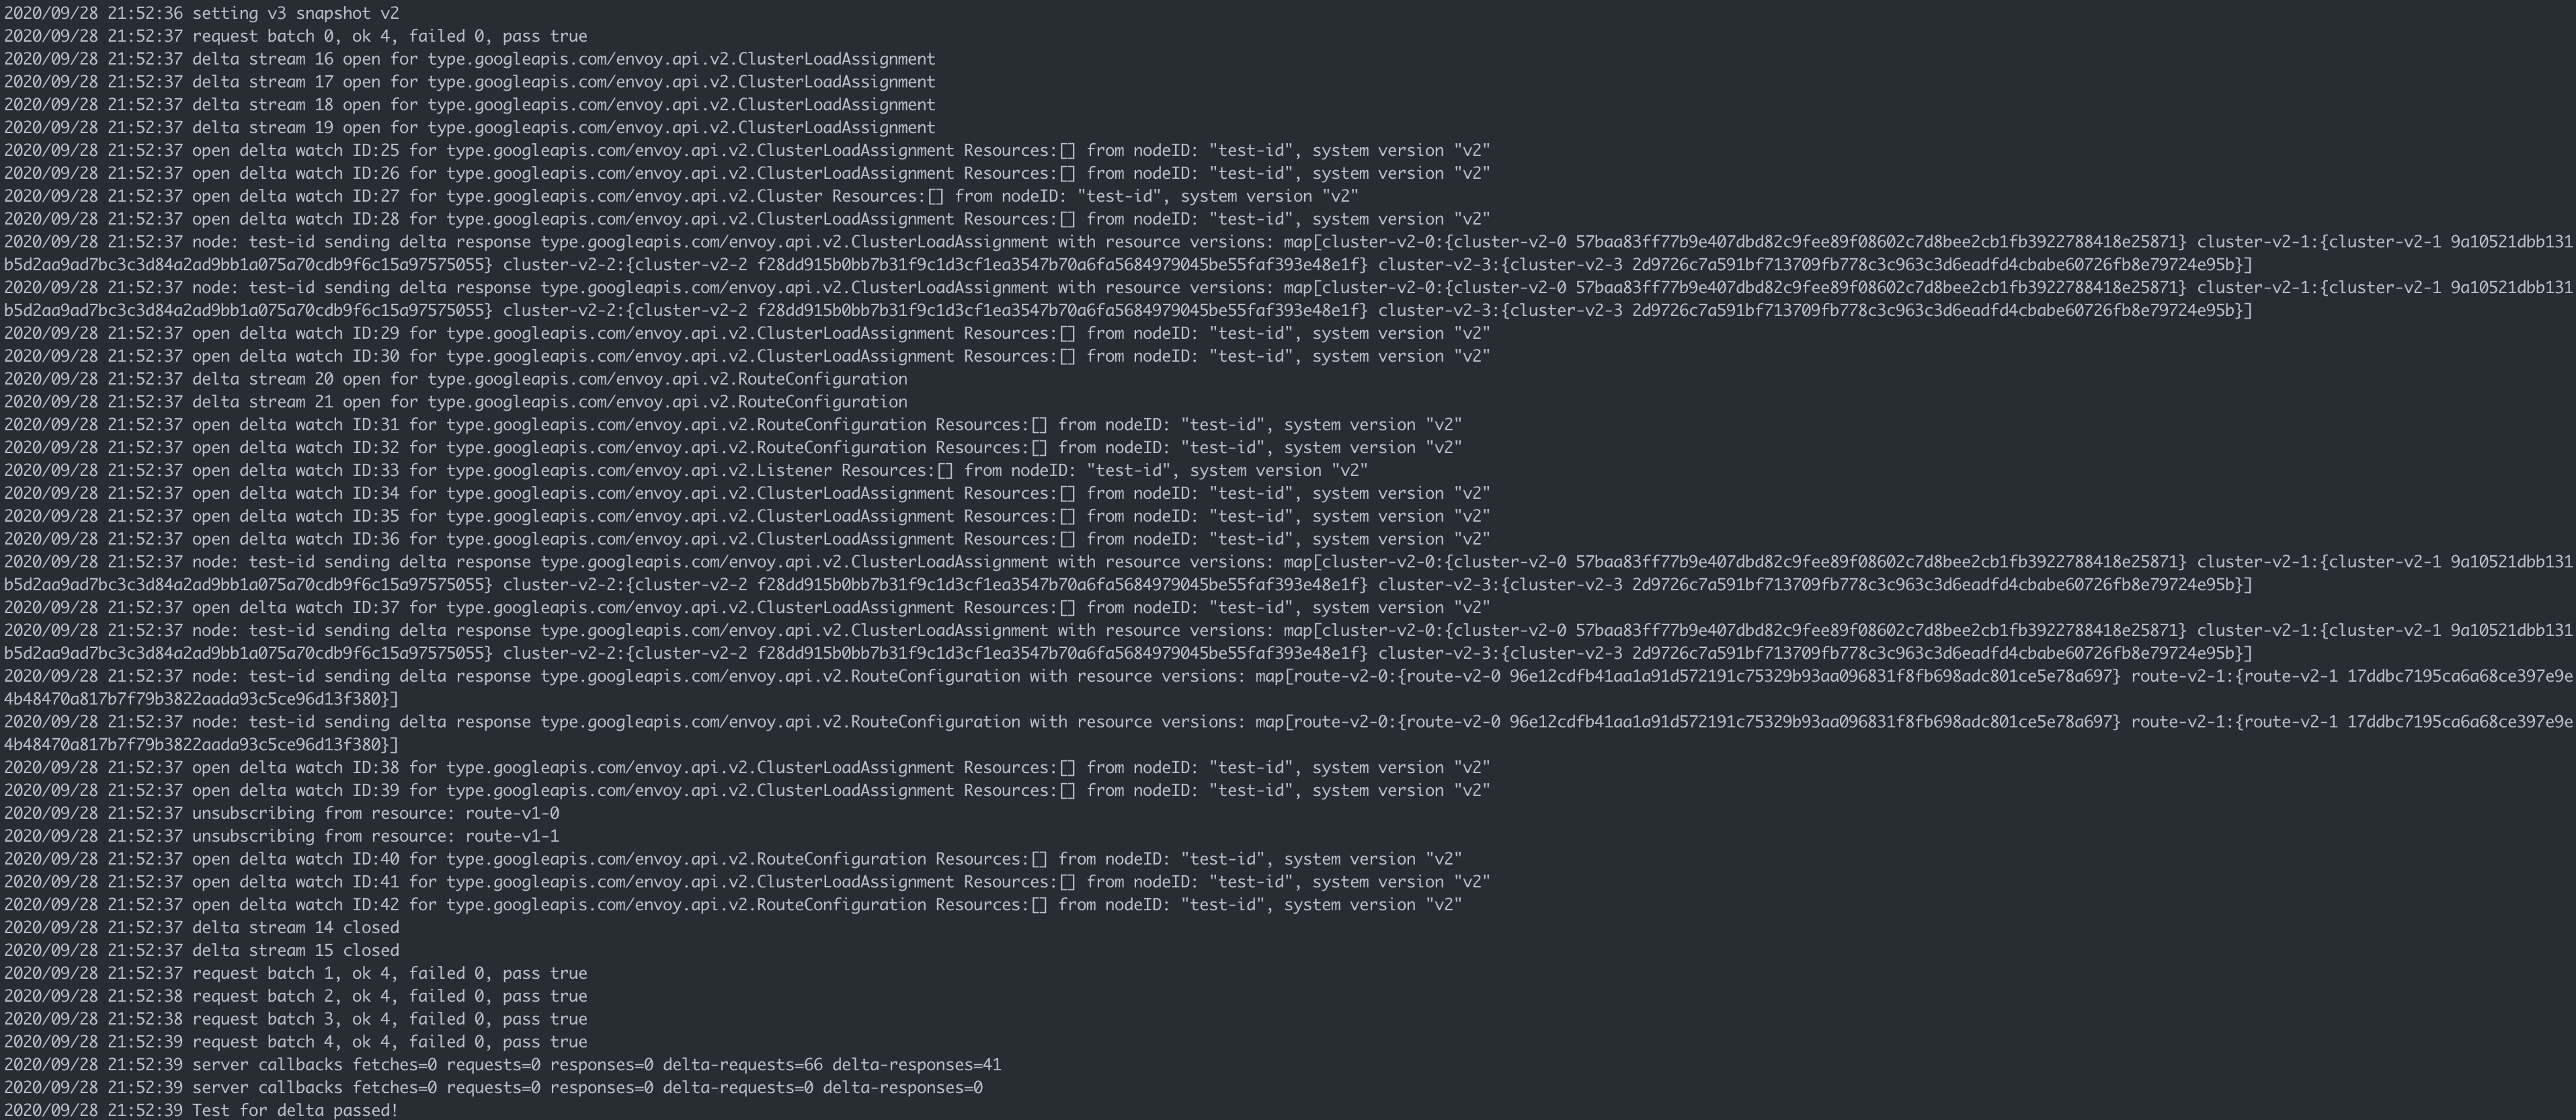 2020/09/28 21:52:36 setting v3 snapshot v2
2020/09/28 21:52:37 request batch 0, ok 4, failed 0, pass true
2020/09/28 21:52:37 delta stream 16 open for type.googleapis.com/envoy.api.v2.ClusterLoadAssignment
2020/09/28 21:52:37 delta stream 17 open for type.googleapis.com/envoy.api.v2.ClusterLoadAssignment
2020/09/28 21:52:37 delta stream 18 open for type.googleapis.com/envoy.api.v2.ClusterLoadAssignment
2020/09/28 21:52:37 delta stream 19 open for type.googleapis.com/envoy.api.v2.ClusterLoadAssignment
2020/09/28 21:52:37 open delta watch ID:25 for type.googleapis.com/envoy.api.v2.ClusterLoadAssignment Resources:[] from nodeID: "test-id", system version "v2"
2020/09/28 21:52:37 open delta watch ID:26 for type.googleapis.com/envoy.api.v2.ClusterLoadAssignment Resources:[] from nodeID: "test-id", system version "v2"
2020/09/28 21:52:37 open delta watch ID:27 for type.googleapis.com/envoy.api.v2.Cluster Resources:[] from nodeID: "test-id", system version "v2"
2020/09/28 21:52:37 open delta watch ID:28 for type.googleapis.com/envoy.api.v2.ClusterLoadAssignment Resources:[] from nodeID: "test-id", system version "v2"
2020/09/28 21:52:37 node: test-id sending delta response type.googleapis.com/envoy.api.v2.ClusterLoadAssignment with resource versions: map[cluster-v2-0:{cluster-v2-0 57baa83ff77b9e407dbd82c9fee89f08602c7d8bee2cb1fb3922788418e25871} cluster-v2-1:{cluster-v2-1 9a10521dbb131
b5d2aa9ad7bc3c3d84a2ad9bb1a075a70cdb9f6c15a97575055} cluster-v2-2:{cluster-v2-2 f28dd915b0bb7b31f9c1d3cf1ea3547b70a6fa5684979045be55faf393e48e1f} cluster-v2-3:{cluster-v2-3 2d9726c7a591bf713709fb778c3c963c3d6eadfd4cbabe60726fb8e79724e95b}]
2020/09/28 21:52:37 node: test-id sending delta response type.googleapis.com/envoy.api.v2.ClusterLoadAssignment with resource versions: map[cluster-v2-0:{cluster-v2-0 57baa83ff77b9e407dbd82c9fee89f08602c7d8bee2cb1fb3922788418e25871} cluster-v2-1:{cluster-v2-1 9a10521dbb131
b5d2aa9ad7bc3c3d84a2ad9bb1a075a70cdb9f6c15a97575055} cluster-v2-2:{cluster-v2-2 f28dd915b0bb7b31f9c1d3cf1ea3547b70a6fa5684979045be55faf393e48e1f} cluster-v2-3:{cluster-v2-3 2d9726c7a591bf713709fb778c3c963c3d6eadfd4cbabe60726fb8e79724e95b}]
2020/09/28 21:52:37 open delta watch ID:29 for type.googleapis.com/envoy.api.v2.ClusterLoadAssignment Resources:[] from nodeID: "test-id", system version "v2"
2020/09/28 21:52:37 open delta watch ID:30 for type.googleapis.com/envoy.api.v2.ClusterLoadAssignment Resources:[] from nodeID: "test-id", system version "v2"
2020/09/28 21:52:37 delta stream 20 open for type.googleapis.com/envoy.api.v2.RouteConfiguration
2020/09/28 21:52:37 delta stream 21 open for type.googleapis.com/envoy.api.v2.RouteConfiguration
2020/09/28 21:52:37 open delta watch ID:31 for type.googleapis.com/envoy.api.v2.RouteConfiguration Resources:[] from nodeID: "test-id", system version "v2"
2020/09/28 21:52:37 open delta watch ID:32 for type.googleapis.com/envoy.api.v2.RouteConfiguration Resources:[] from nodeID: "test-id", system version "v2"
2020/09/28 21:52:37 open delta watch ID:33 for type.googleapis.com/envoy.api.v2.Listener Resources:[] from nodeID: "test-id", system version "v2"
2020/09/28 21:52:37 open delta watch ID:34 for type.googleapis.com/envoy.api.v2.ClusterLoadAssignment Resources:[] from nodeID: "test-id", system version "v2"
2020/09/28 21:52:37 open delta watch ID:35 for type.googleapis.com/envoy.api.v2.ClusterLoadAssignment Resources:[] from nodeID: "test-id", system version "v2"
2020/09/28 21:52:37 open delta watch ID:36 for type.googleapis.com/envoy.api.v2.ClusterLoadAssignment Resources:[] from nodeID: "test-id", system version "v2"
2020/09/28 21:52:37 node: test-id sending delta response type.googleapis.com/envoy.api.v2.ClusterLoadAssignment with resource versions: map[cluster-v2-0:{cluster-v2-0 57baa83ff77b9e407dbd82c9fee89f08602c7d8bee2cb1fb3922788418e25871} cluster-v2-1:{cluster-v2-1 9a10521dbb131
b5d2aa9ad7bc3c3d84a2ad9bb1a075a70cdb9f6c15a97575055} cluster-v2-2:{cluster-v2-2 f28dd915b0bb7b31f9c1d3cf1ea3547b70a6fa5684979045be55faf393e48e1f} cluster-v2-3:{cluster-v2-3 2d9726c7a591bf713709fb778c3c963c3d6eadfd4cbabe60726fb8e79724e95b}]
2020/09/28 21:52:37 open delta watch ID:37 for type.googleapis.com/envoy.api.v2.ClusterLoadAssignment Resources:[] from nodeID: "test-id", system version "v2"
2020/09/28 21:52:37 node: test-id sending delta response type.googleapis.com/envoy.api.v2.ClusterLoadAssignment with resource versions: map[cluster-v2-0:{cluster-v2-0 57baa83ff77b9e407dbd82c9fee89f08602c7d8bee2cb1fb3922788418e25871} cluster-v2-1:{cluster-v2-1 9a10521dbb131
b5d2aa9ad7bc3c3d84a2ad9bb1a075a70cdb9f6c15a97575055} cluster-v2-2:{cluster-v2-2 f28dd915b0bb7b31f9c1d3cf1ea3547b70a6fa5684979045be55faf393e48e1f} cluster-v2-3:{cluster-v2-3 2d9726c7a591bf713709fb778c3c963c3d6eadfd4cbabe60726fb8e79724e95b}]
2020/09/28 21:52:37 node: test-id sending delta response type.googleapis.com/envoy.api.v2.RouteConfiguration with resource versions: map[route-v2-0:{route-v2-0 96e12cdfb41aa1a91d572191c75329b93aa096831f8fb698adc801ce5e78a697} route-v2-1:{route-v2-1 17ddbc7195ca6a68ce397e9e
4b48470a817b7f79b3822aada93c5ce96d13f380}]
2020/09/28 21:52:37 node: test-id sending delta response type.googleapis.com/envoy.api.v2.RouteConfiguration with resource versions: map[route-v2-0:{route-v2-0 96e12cdfb41aa1a91d572191c75329b93aa096831f8fb698adc801ce5e78a697} route-v2-1:{route-v2-1 17ddbc7195ca6a68ce397e9e
4b48470a817b7f79b3822aada93c5ce96d13f380}]
2020/09/28 21:52:37 open delta watch ID:38 for type.googleapis.com/envoy.api.v2.ClusterLoadAssignment Resources:[] from nodeID: "test-id", system version "v2"
2020/09/28 21:52:37 open delta watch ID:39 for type.googleapis.com/envoy.api.v2.ClusterLoadAssignment Resources:[] from nodeID: "test-id", system version "v2"
2020/09/28 21:52:37 unsubscribing from resource: route-v1-0
2020/09/28 21:52:37 unsubscribing from resource: route-v1-1
2020/09/28 21:52:37 open delta watch ID:40 for type.googleapis.com/envoy.api.v2.RouteConfiguration Resources:[] from nodeID: "test-id", system version "v2"
2020/09/28 21:52:37 open delta watch ID:41 for type.googleapis.com/envoy.api.v2.ClusterLoadAssignment Resources:[] from nodeID: "test-id", system version "v2"
2020/09/28 21:52:37 open delta watch ID:42 for type.googleapis.com/envoy.api.v2.RouteConfiguration Resources:[] from nodeID: "test-id", system version "v2"
2020/09/28 21:52:37 delta stream 14 closed
2020/09/28 21:52:37 delta stream 15 closed
2020/09/28 21:52:37 request batch 1, ok 4, failed 0, pass true
2020/09/28 21:52:38 request batch 2, ok 4, failed 0, pass true
2020/09/28 21:52:38 request batch 3, ok 4, failed 0, pass true
2020/09/28 21:52:39 request batch 4, ok 4, failed 0, pass true
2020/09/28 21:52:39 server callbacks fetches=0 requests=0 responses=0 delta-requests=66 delta-responses=41
2020/09/28 21:52:39 server callbacks fetches=0 requests=0 responses=0 delta-requests=0 delta-responses=0
2020/09/28 21:52:39 Test for delta passed!